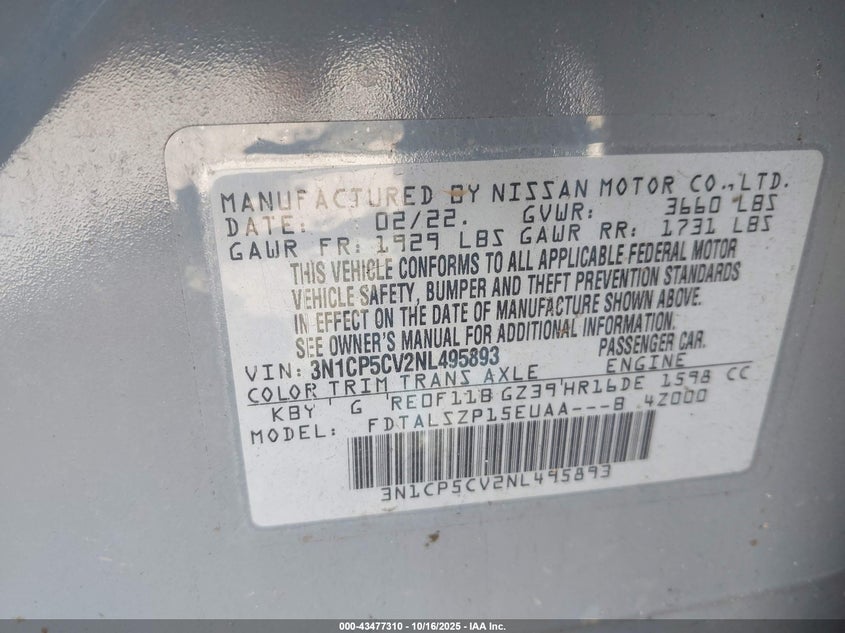 MANUFACTURED BY NISSAN MOTOR CO.,LTD.
DATE: 02/22. GVWR: 3660 LBS
GAWR FR: 1929 LBS GAWR RR: 1731 LBS
THIS VEHICLE CONFORMS TO ALL APPLICABLE FEDERAL MOTOR
VEHICLE SAFETY, BUMPER AND THEFT PREVENTION STANDARDS
IN EFFECT ON THE DATE OF MANUFACTURE SHOWN ABOVE.
SEE OWNER'S MANUAL FOR ADDITIONAL INFORMATION.
VIN: 3N1CP5CV2NL495893 PASSENGER CAR.
COLOR TRIM TRANS AXLE ENGINE
KBY G RE0F11B GZ39 HR16DE 1598 CC
MODEL: FDTALSZP15EUAA---B 4Z000
3N1CP5CV2NL495893
000-43477310 - 10/16/2025 - IAA Inc.